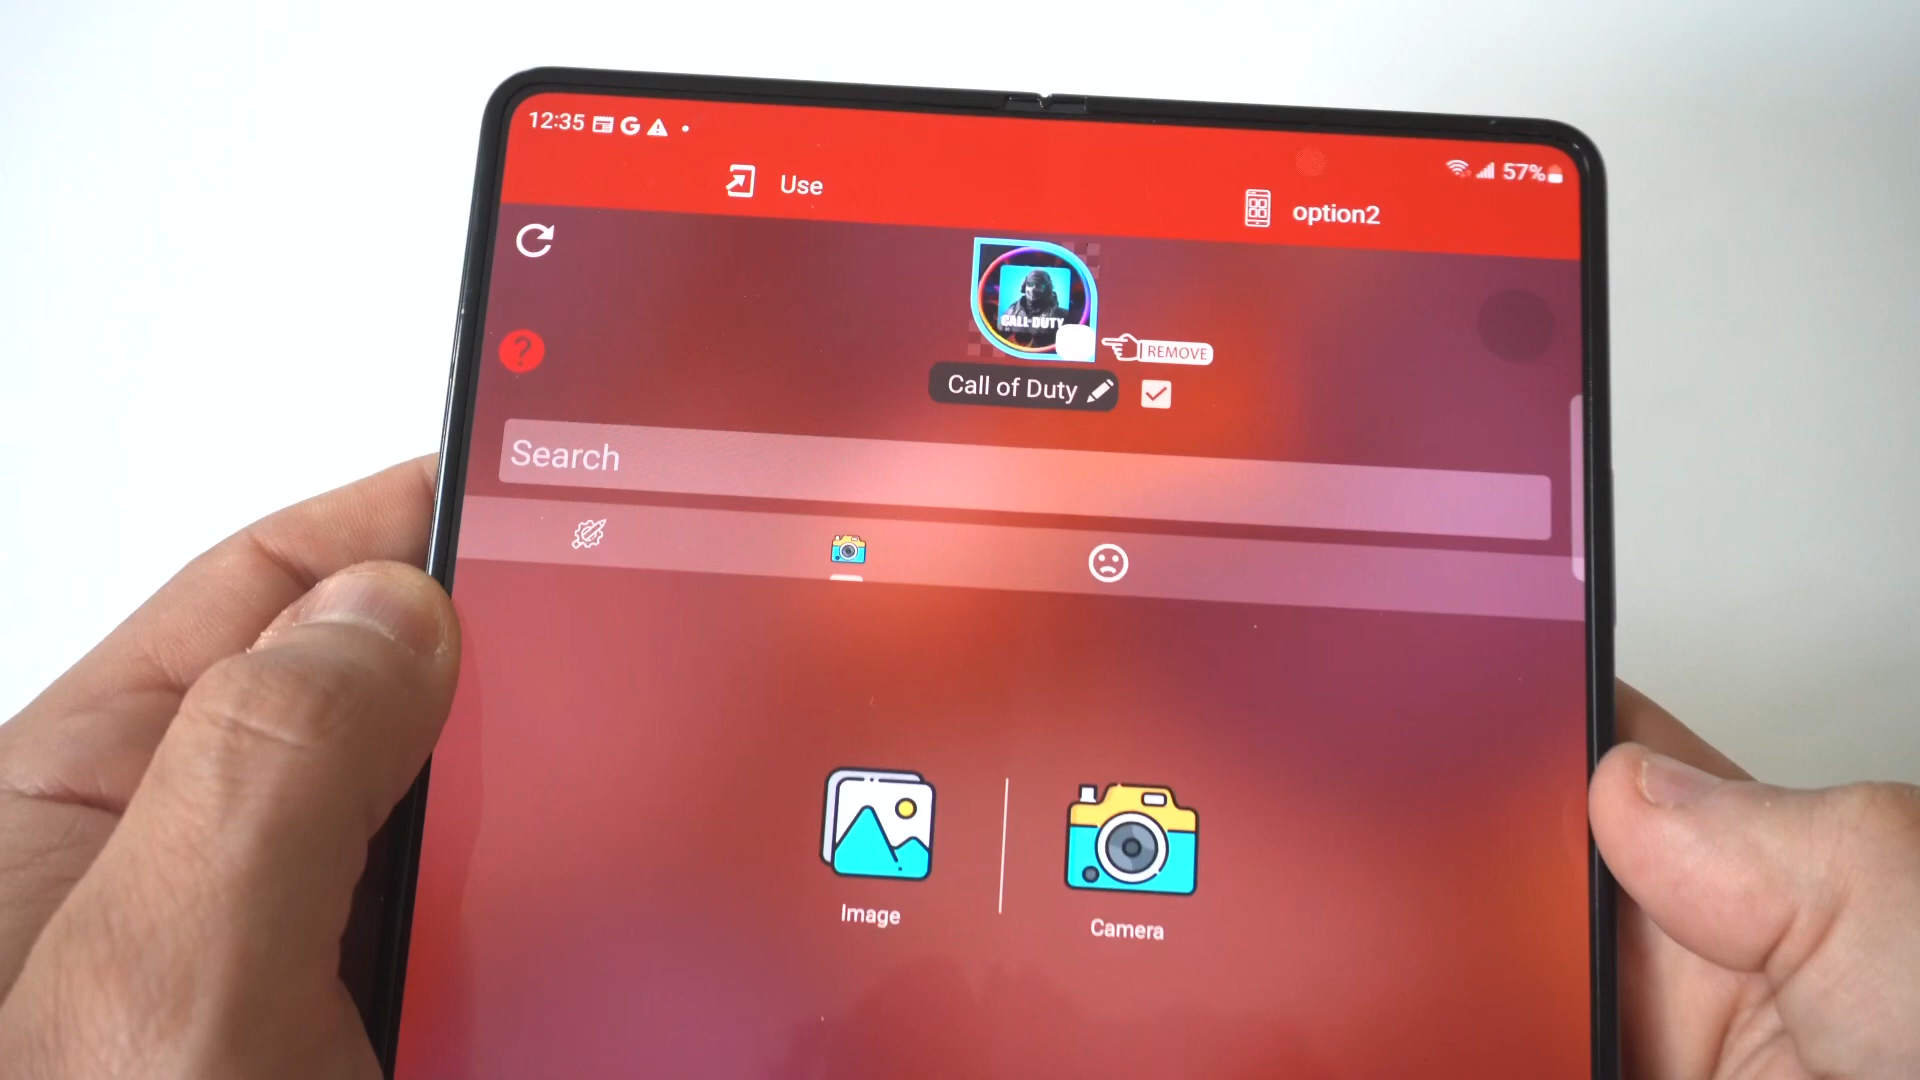 12:35
57%
Use
option2
CALL·DUTY
REMOVE
Call of Duty
Search
Image
Camera